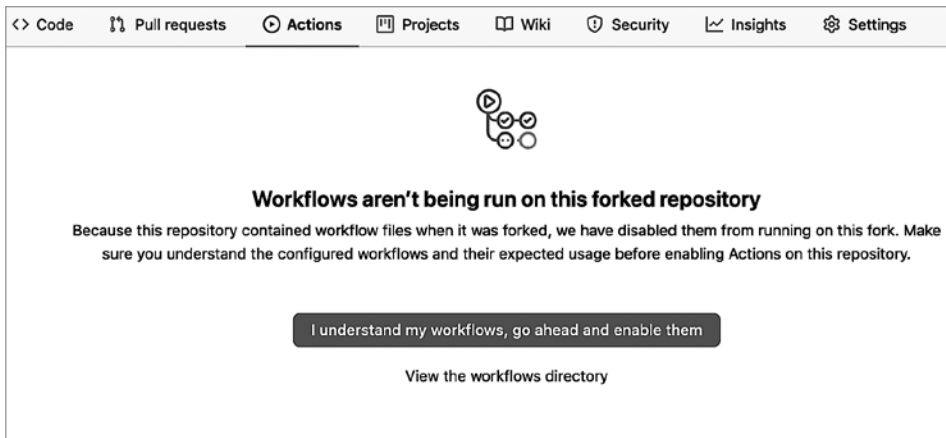 <> Code Pull requests Actions Projects Wiki Security Insights Settings
Workflows aren't being run on this forked repository
Because this repository contained workflow files when it was forked, we have disabled them from running on this fork. Make
sure you understand the configured workflows and their expected usage before enabling Actions on this repository.
I understand my workflows, go ahead and enable them
View the workflows directory